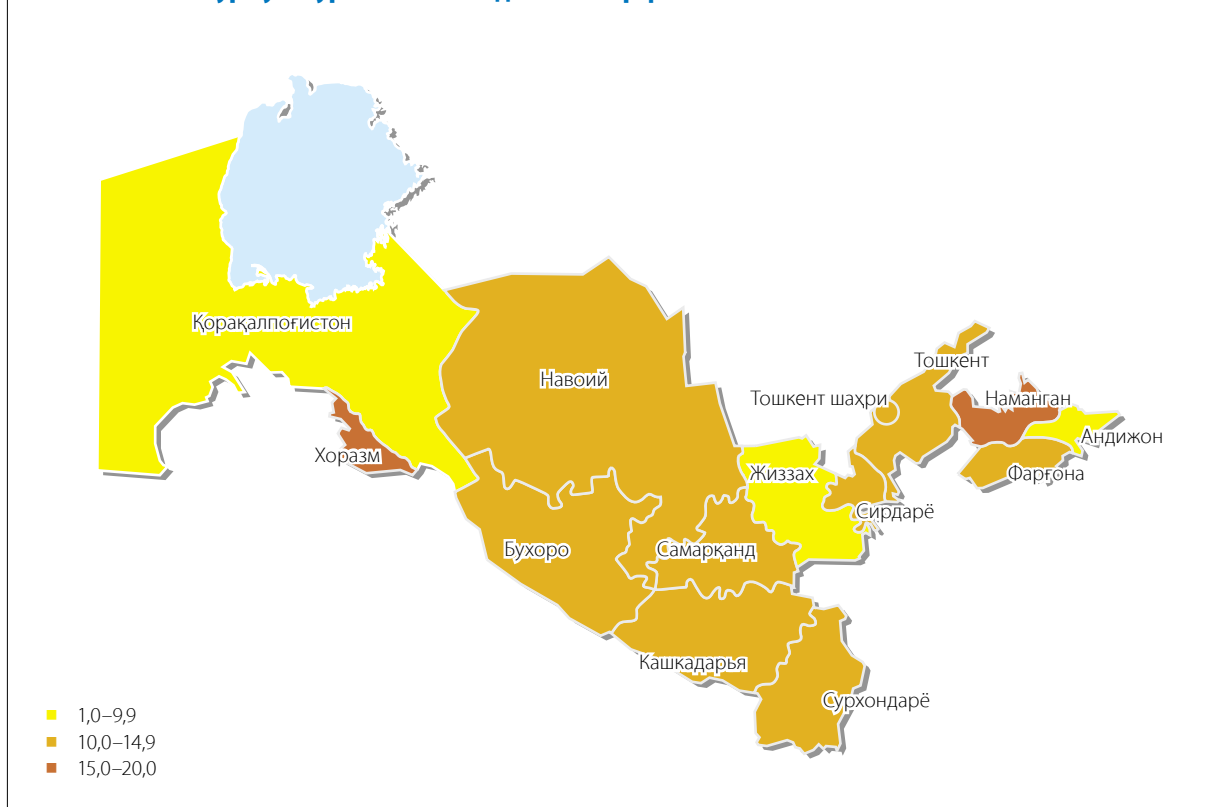 Қорақалпоғистон
Навоий
Тошкент
Тошкент шаҳри
Наманган
Андижон
Хоразм
Жиззах
Фарғона
Сирдарё
Бухоро
Самарқанд
Кашкадарья
Сурхондарё
1,0–9,9
10,0–14,9
15,0–20,0